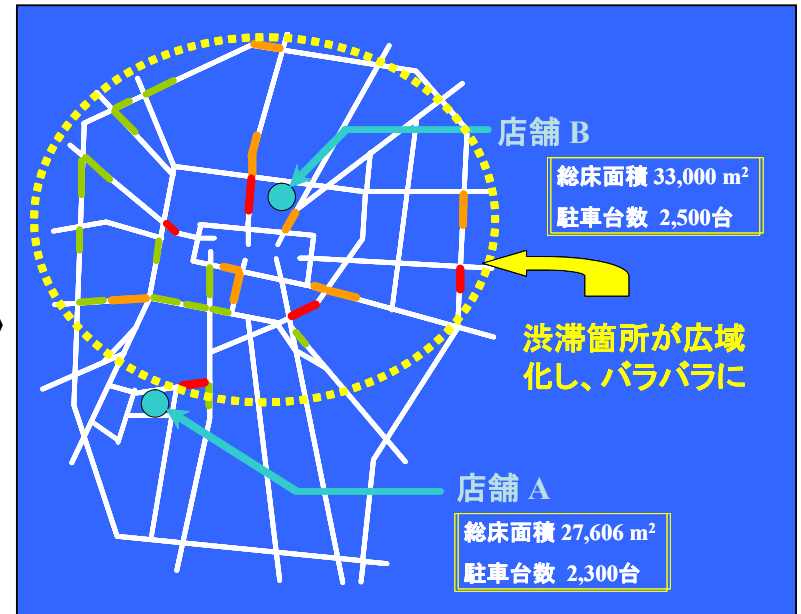 店舗 B
総床面積 33,000 m²
駐車台数 2,500台
渋滞箇所が広域
化し、バラバラに
店舗 A
総床面積 27,606 m²
駐車台数 2,300台